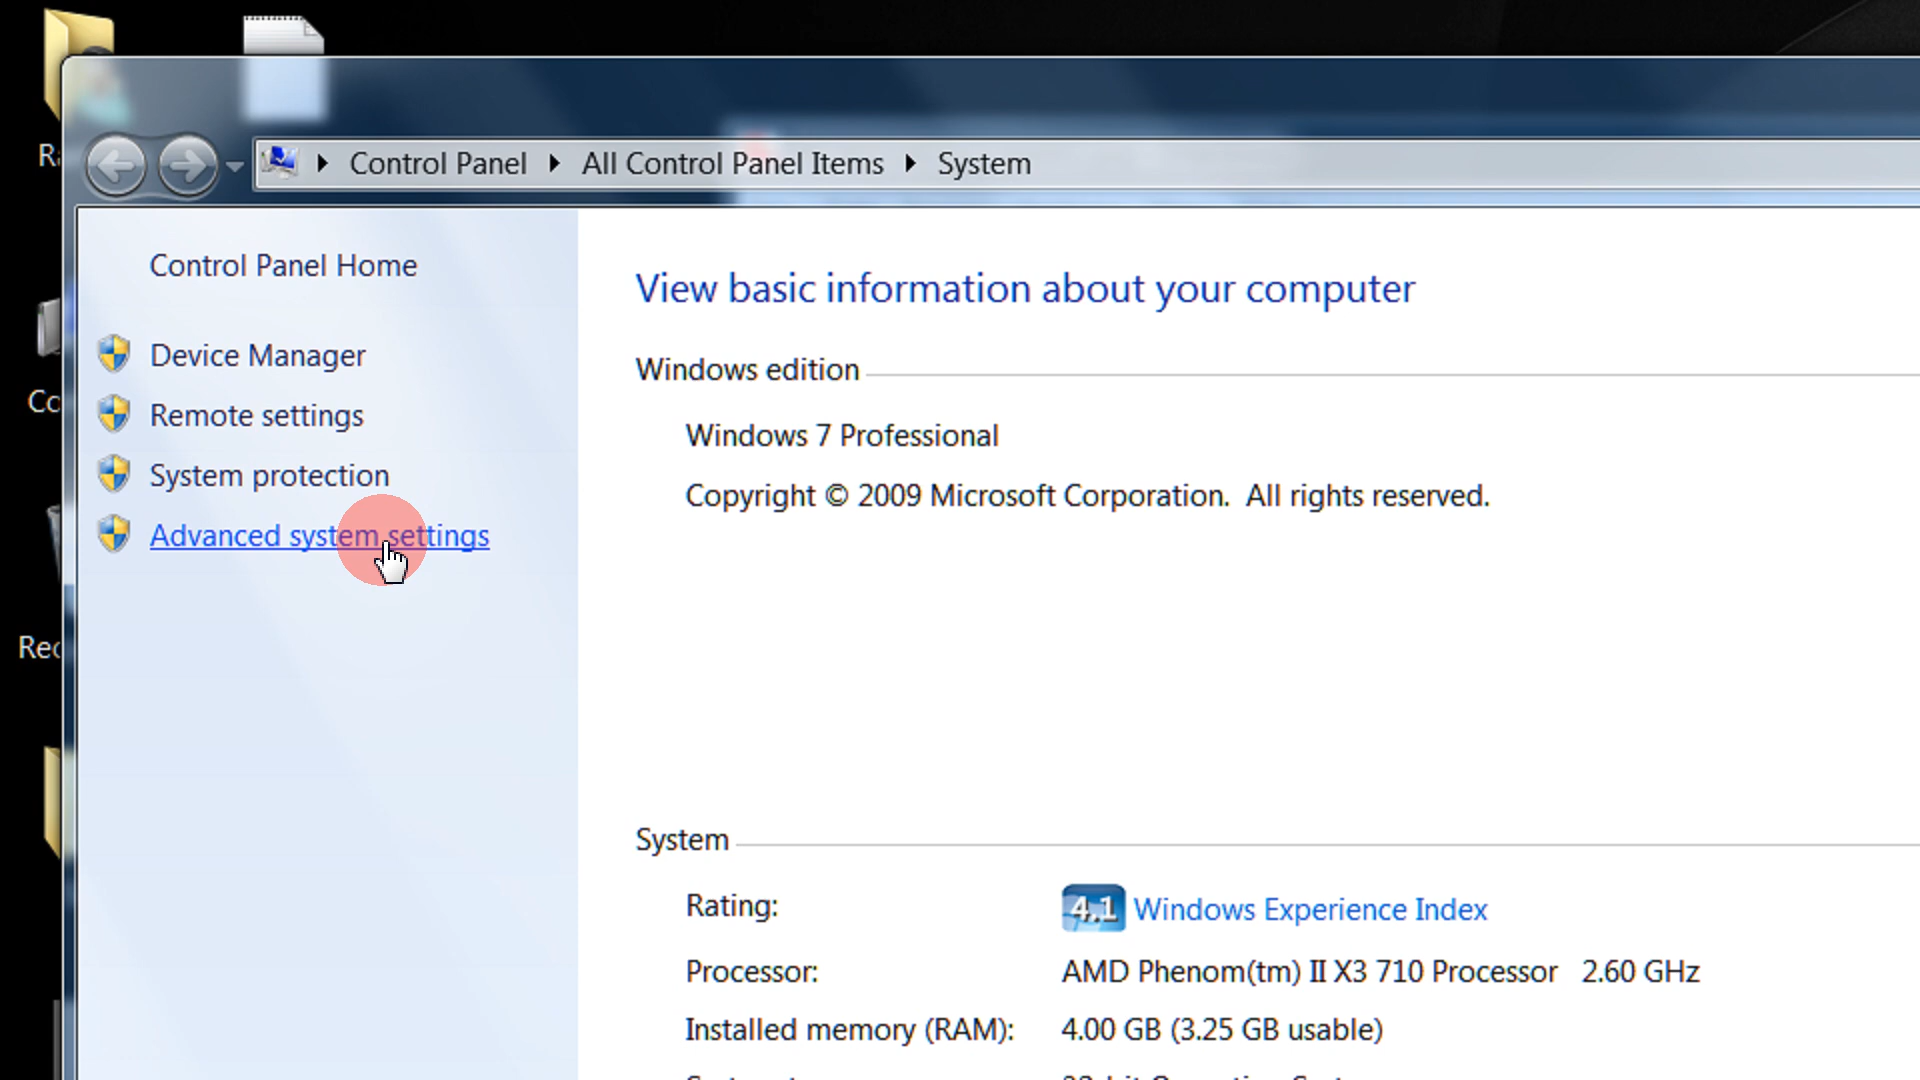 Control Panel All Control Panel Items System
Control Panel Home
Device Manager
Remote settings
System protection
Advanced system settings
View basic information about your computer
Windows edition
Windows 7 Professional
Copyright © 2009 Microsoft Corporation. All rights reserved.
System
Rating: 4.1 Windows Experience Index
Processor: AMD Phenom(tm) II X3 710 Processor 2.60 GHz
Installed memory (RAM): 4.00 GB (3.25 GB usable)